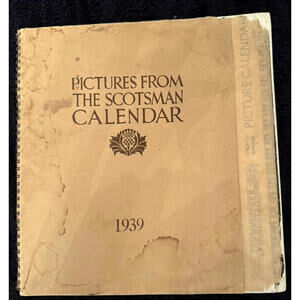 PICTURES FROM
THE SCOTSMAN
CALENDAR
1939
PICTURE CALENDAR